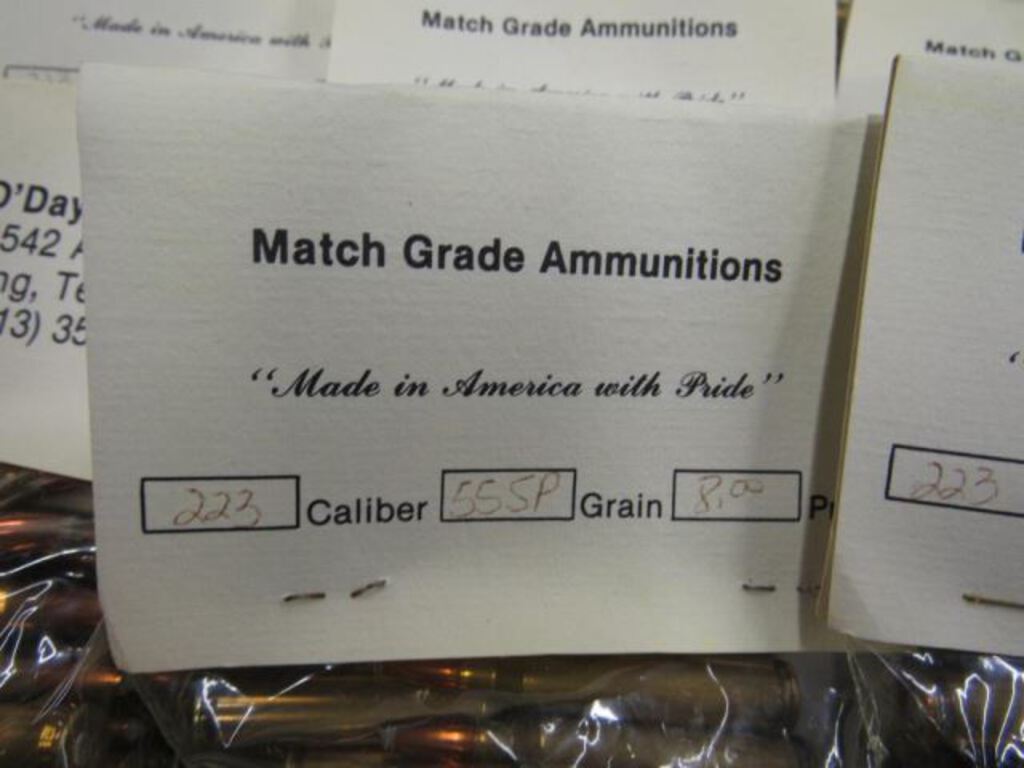 "Made in America with
Match Grade Ammunitions
Match G
O'Day
542
ng, Te
13) 35
Match Grade Ammunitions
"Made in America with Pride"
223 Caliber 55SP Grain 8.00 P
223